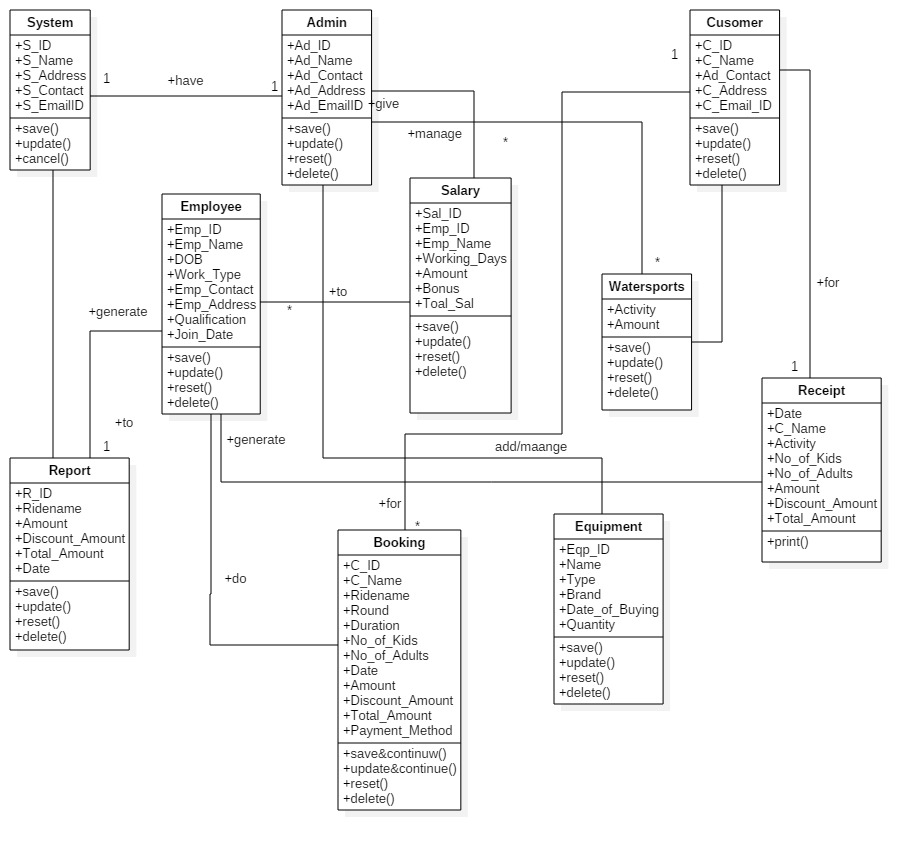 System
+S_ID
+S_Name
+S_Address
+S_Contact
+S_EmailID
+save()
+update()
+cancel()
1
+have
1
Admin
+Ad_ID
+Ad_Name
+Ad_Contact
+Ad_Address
+Ad_EmailID
+save()
+update()
+reset()
+delete()
+give
+manage
*
1
Cusomer
+C_ID
+C_Name
+Ad_Contact
+C_Address
+C_Email_ID
+save()
+update()
+reset()
+delete()
Employee
+Emp_ID
+Emp_Name
+DOB
+Work_Type
+Emp_Contact
+Emp_Address
+Qualification
+Join_Date
+save()
+update()
+reset()
+delete()
*
+to
Salary
+Sal_ID
+Emp_ID
+Emp_Name
+Working_Days
+Amount
+Bonus
+Toal_Sal
+save()
+update()
+reset()
+delete()
*
Watersports
+Activity
+Amount
+save()
+update()
+reset()
+delete()
+for
1
Receipt
+Date
+C_Name
+Activity
+No_of_Kids
+No_of_Adults
+Amount
+Discount_Amount
+Total_Amount
+print()
+generate
+to
1
+generate
add/maange
Report
+R_ID
+Ridename
+Amount
+Discount_Amount
+Total_Amount
+Date
+save()
+update()
+reset()
+delete()
+do
+for
*
Booking
+C_ID
+C_Name
+Ridename
+Round
+Duration
+No_of_Kids
+No_of_Adults
+Date
+Amount
+Discount_Amount
+Total_Amount
+Payment_Method
+save&continuw()
+update&continue()
+reset()
+delete()
Equipment
+Eqp_ID
+Name
+Type
+Brand
+Date_of_Buying
+Quantity
+save()
+update()
+reset()
+delete()